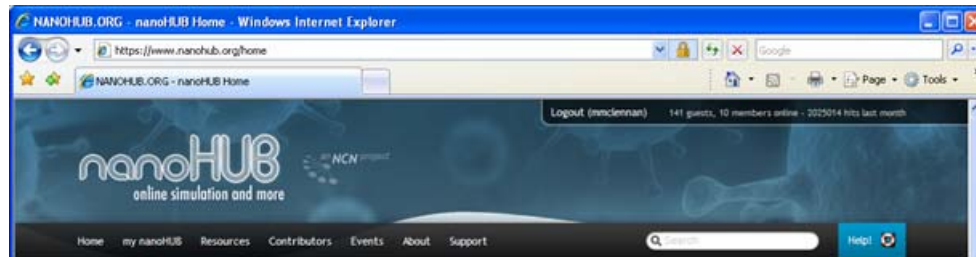 NANOHUB.ORG - nanoHUB Home - Windows Internet Explorer
https://www.nanohub.org/home
Google
NANOHUB.ORG - nanoHUB Home
Page
Tools
Logout (mmclennan) 141 guests, 10 members online - 2025014 hits last month
nanoHUB
an NCN project
online simulation and more
Home my nanoHUB Resources Contributors Events About Support Search Help!